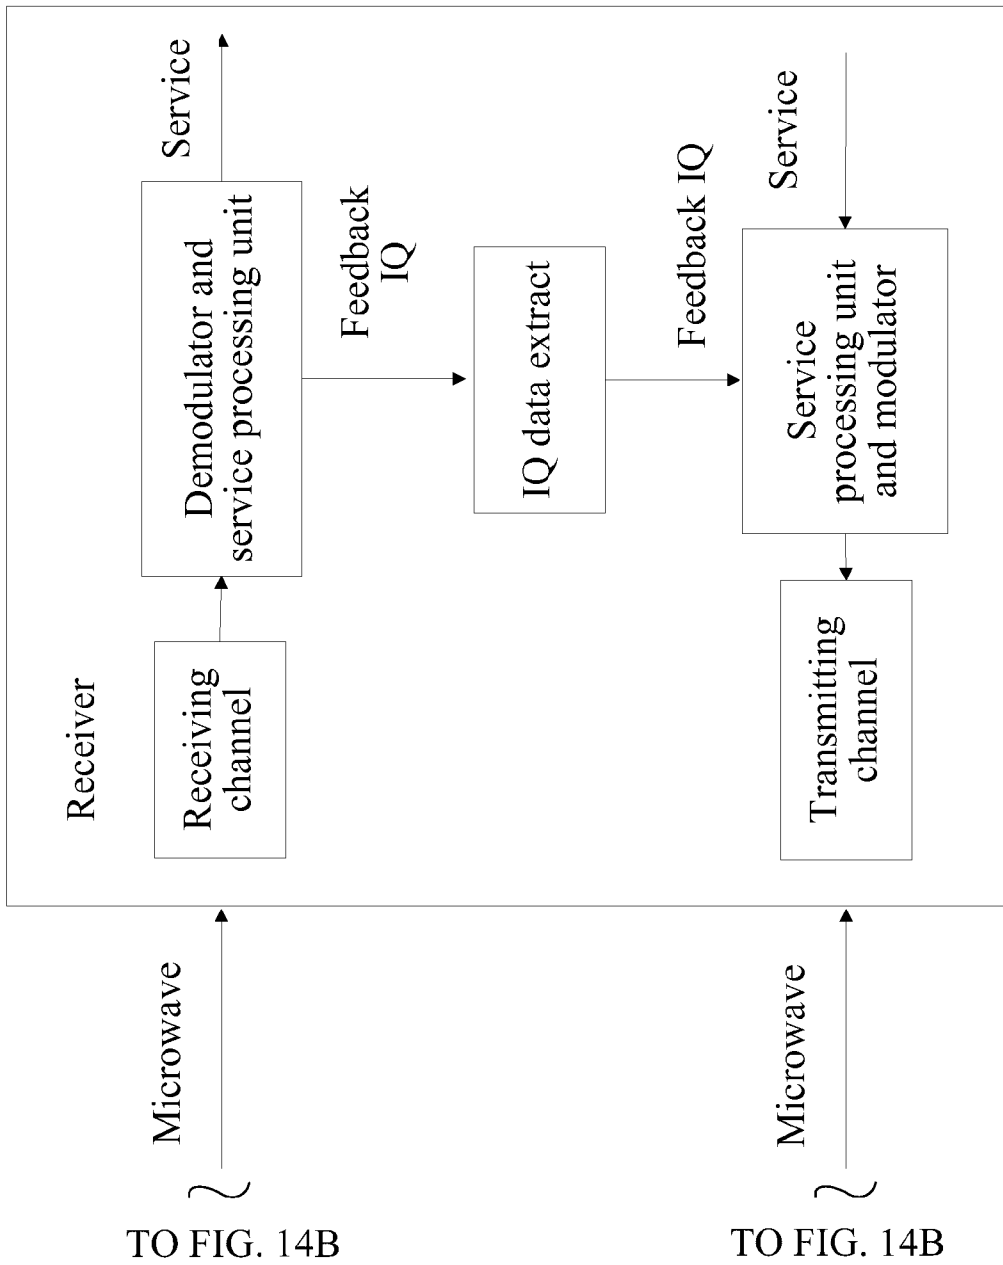 Receiver
Microwave
Receiving
channel
Demodulator and
service processing unit
Service
Feedback
IQ
IQ data extract
Feedback IQ
Service
processing unit
and modulator
Service
Transmitting
channel
Microwave
TO FIG. 14B
TO FIG. 14B